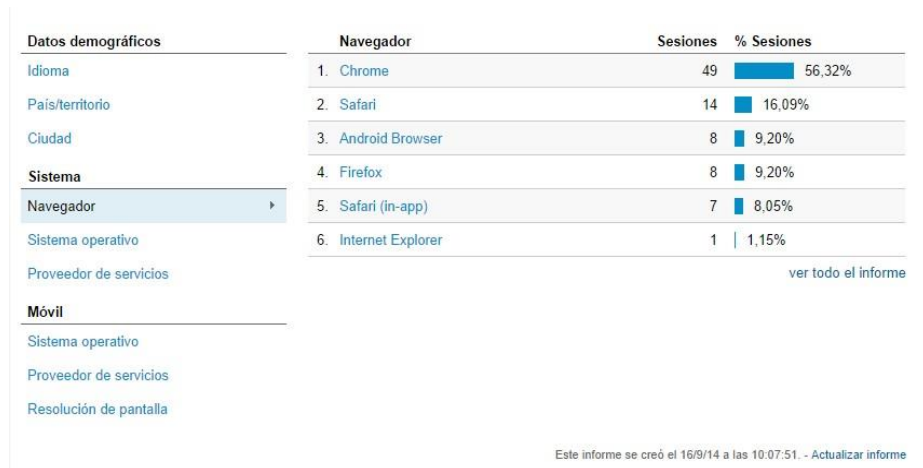 Datos demográficos
Idioma
País/territorio
Ciudad
Sistema
Navegador
Sistema operativo
Proveedor de servicios
Móvil
Sistema operativo
Proveedor de servicios
Resolución de pantalla
Navegador Sesiones % Sesiones
1. Chrome 49 56,32%
2. Safari 14 16,09%
3. Android Browser 8 9,20%
4. Firefox 8 9,20%
5. Safari (in-app) 7 8,05%
6. Internet Explorer 1 1,15%
ver todo el informe
Este informe se creó el 16/9/14 a las 10:07:51. - Actualizar informe